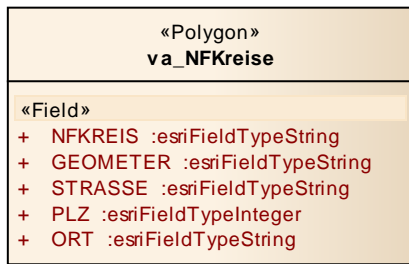 «Polygon»
va_NFKreise
«Field»
+ NFKREIS :esriFieldTypeString
+ GEOMETER :esriFieldTypeString
+ STRASSE :esriFieldTypeString
+ PLZ :esriFieldTypeInteger
+ ORT :esriFieldTypeString